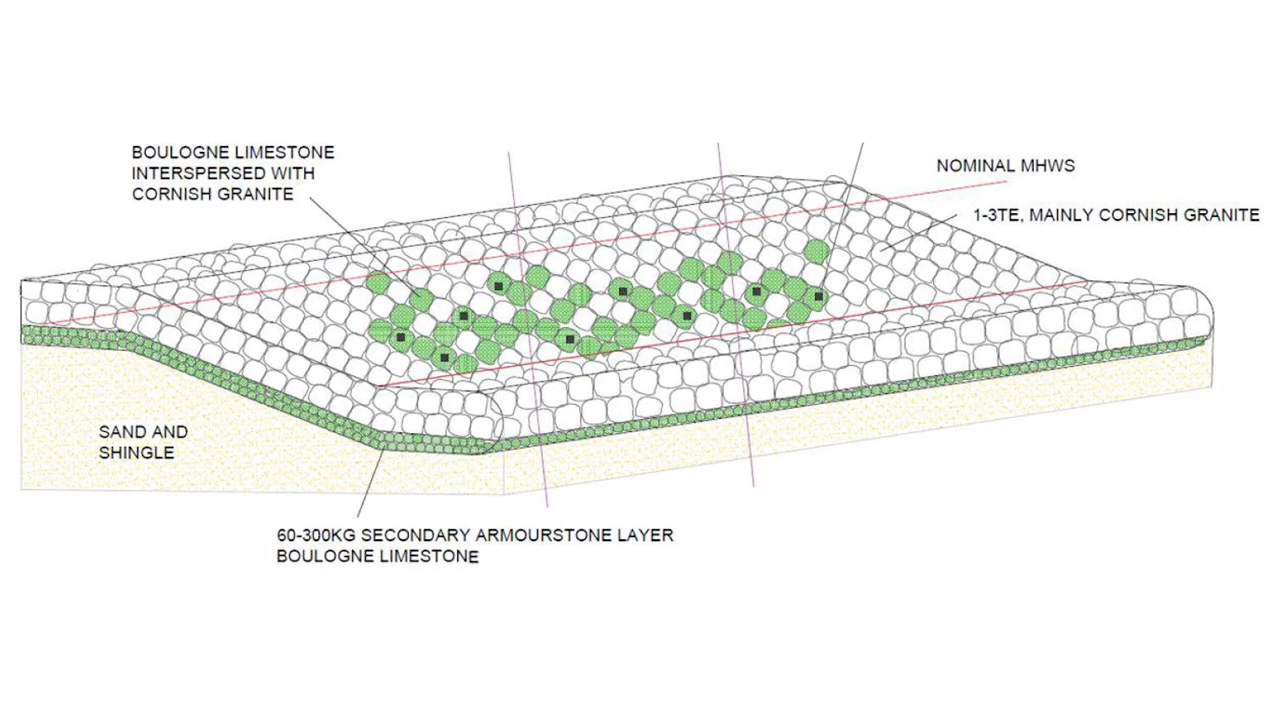 BOULOGNE LIMESTONE
INTERSPERSED WITH
CORNISH GRANITE
NOMINAL MHWS
1-3TE, MAINLY CORNISH GRANITE
SAND AND
SHINGLE
60-300KG SECONDARY ARMOURSTONE LAYER
BOULOGNE LIMESTONE